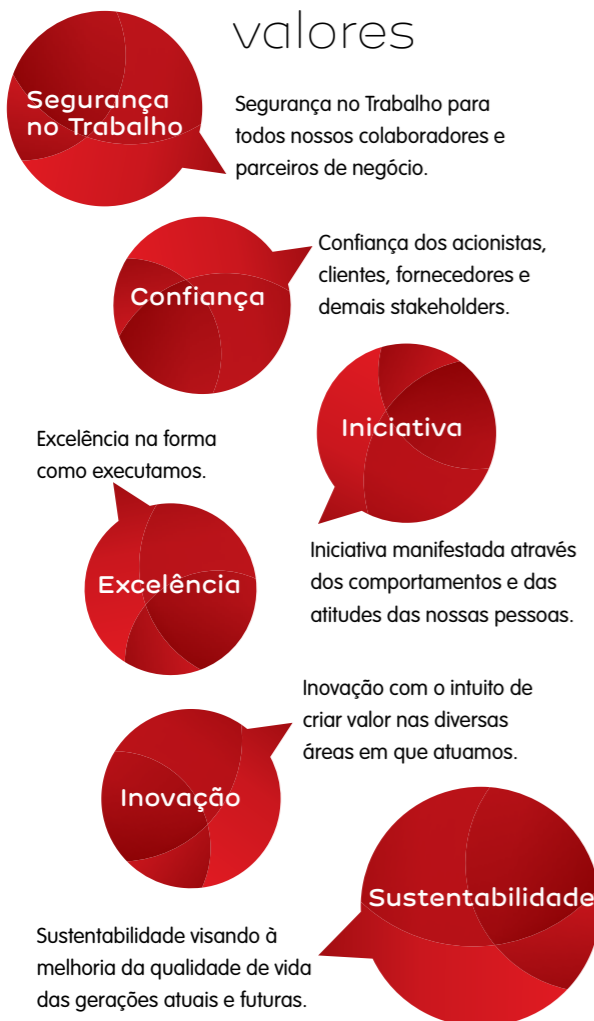 valores
Segurança
no Trabalho
Segurança no Trabalho para
todos nossos colaboradores e
parceiros de negócio.
Confiança
Confiança dos acionistas,
clientes, fornecedores e
demais stakeholders.
Iniciativa
Iniciativa manifestada através
dos comportamentos e das
atitudes das nossas pessoas.
Excelência na forma
como executamos.
Excelência
Inovação com o intuito de
criar valor nas diversas
áreas em que atuamos.
Inovação
Sustentabilidade
Sustentabilidade visando à
melhoria da qualidade de vida
das gerações atuais e futuras.